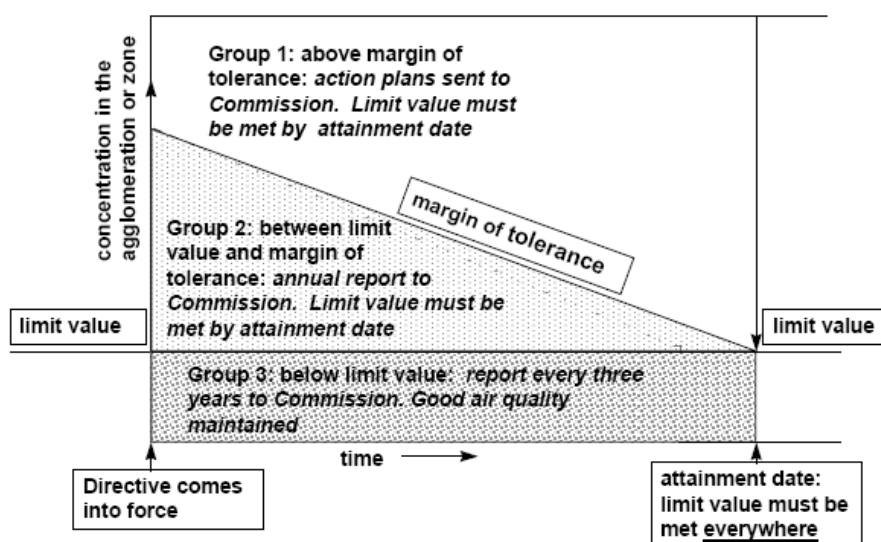 concentration in the
agglomeration or zone
Group 1: above margin of
tolerance: action plans sent to
Commission. Limit value must
be met by attainment date
margin of tolerance
Group 2: between limit
value and margin of
tolerance: annual report to
Commission. Limit value must be
met by attainment date
limit value
limit value
Group 3: below limit value: report every three
years to Commission. Good air quality
maintained
time
Directive comes
into force
attainment date:
limit value must be
met everywhere